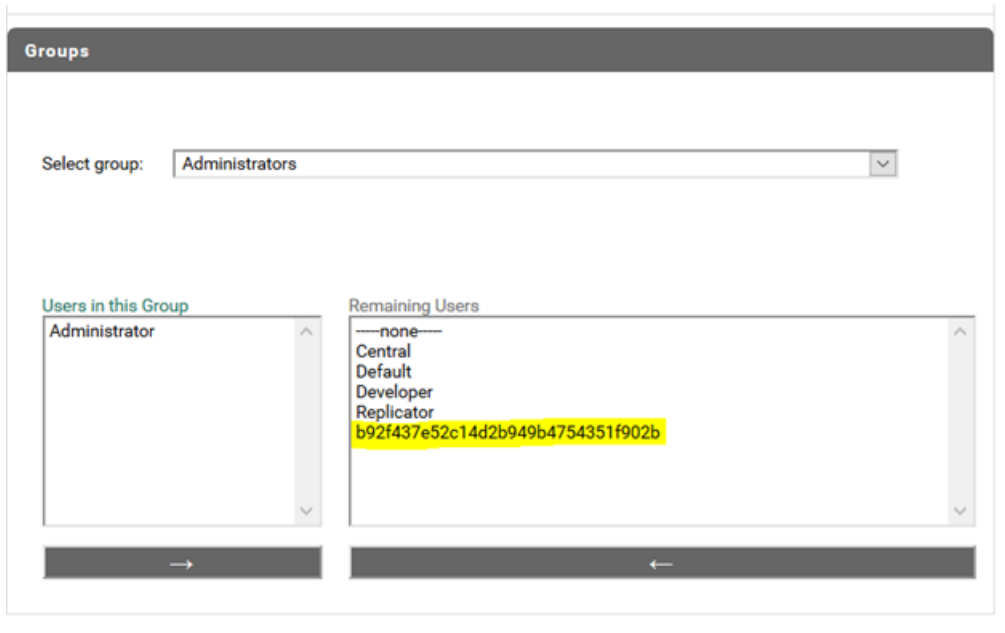 Groups
Select group: Administrators
Users in this Group
Administrator
Remaining Users
-----none-----
Central
Default
Developer
Replicator
b92f437e52c14d2b949b4754351f902b
→
←